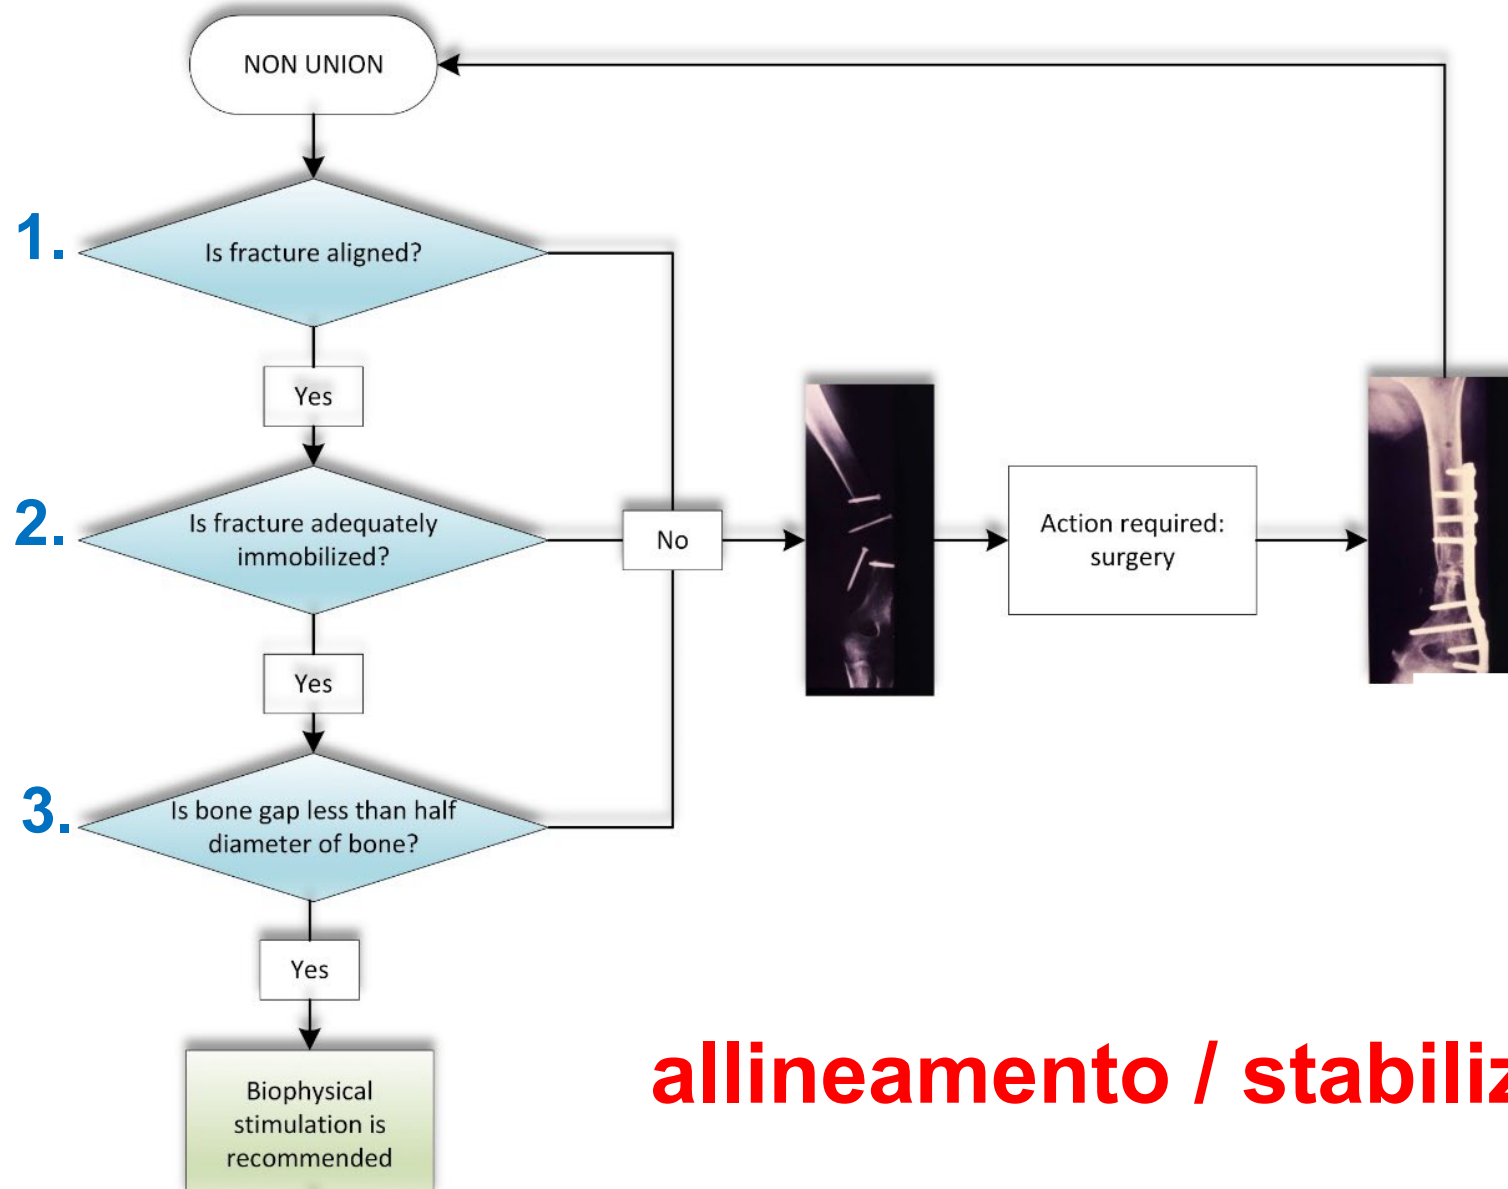 NON UNION
1.
Is fracture aligned?
Yes
2.
Is fracture adequately
immobilized?
No
Action required:
surgery
Yes
3.
Is bone gap less than half
diameter of bone?
Yes
Biophysical
stimulation is
recommended
allineamento / stabiliz